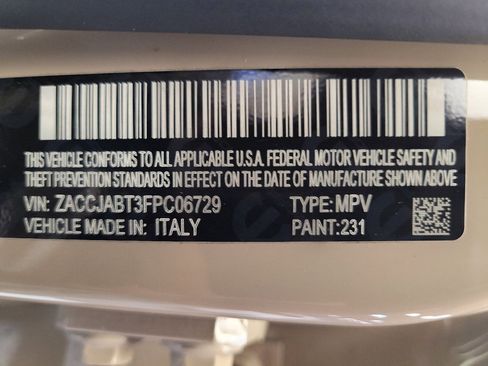 THIS VEHICLE CONFORMS TO ALL APPLICABLE U.S.A. FEDERAL MOTOR VEHICLE SAFETY AND
THEFT PREVENTION STANDARDS IN EFFECT ON THE DATE OF MANUFACTURE SHOWN ABOVE
VIN: ZACCJABT3FPC06729 TYPE: MPV
VEHICLE MADE IN: ITALY PAINT: 231